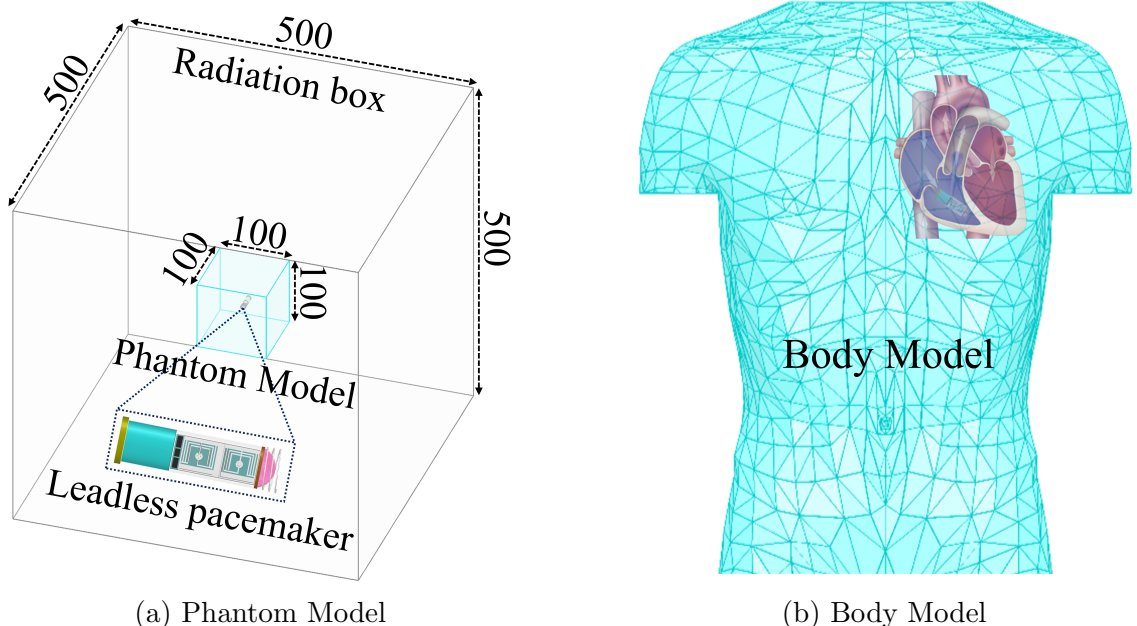 500
500
Radiation box
500
100
100
100
Phantom Model
Leadless pacemaker
(a) Phantom Model
Body Model
(b) Body Model